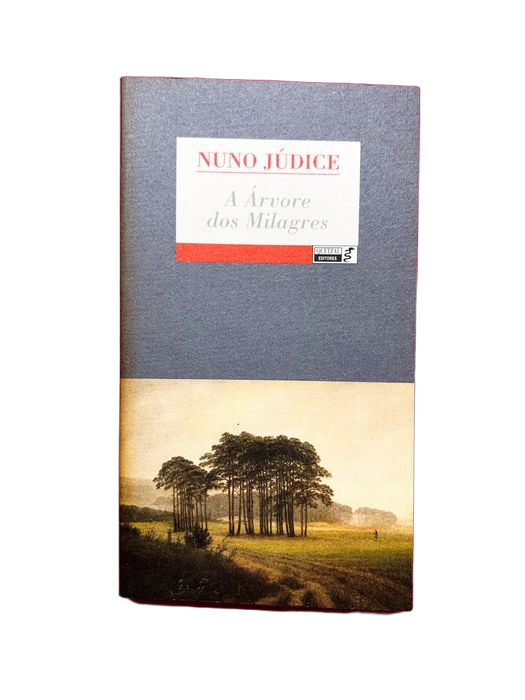 NUNO JÚDICE
A Árvore
dos Milagres
QUETZAL
EDITORES